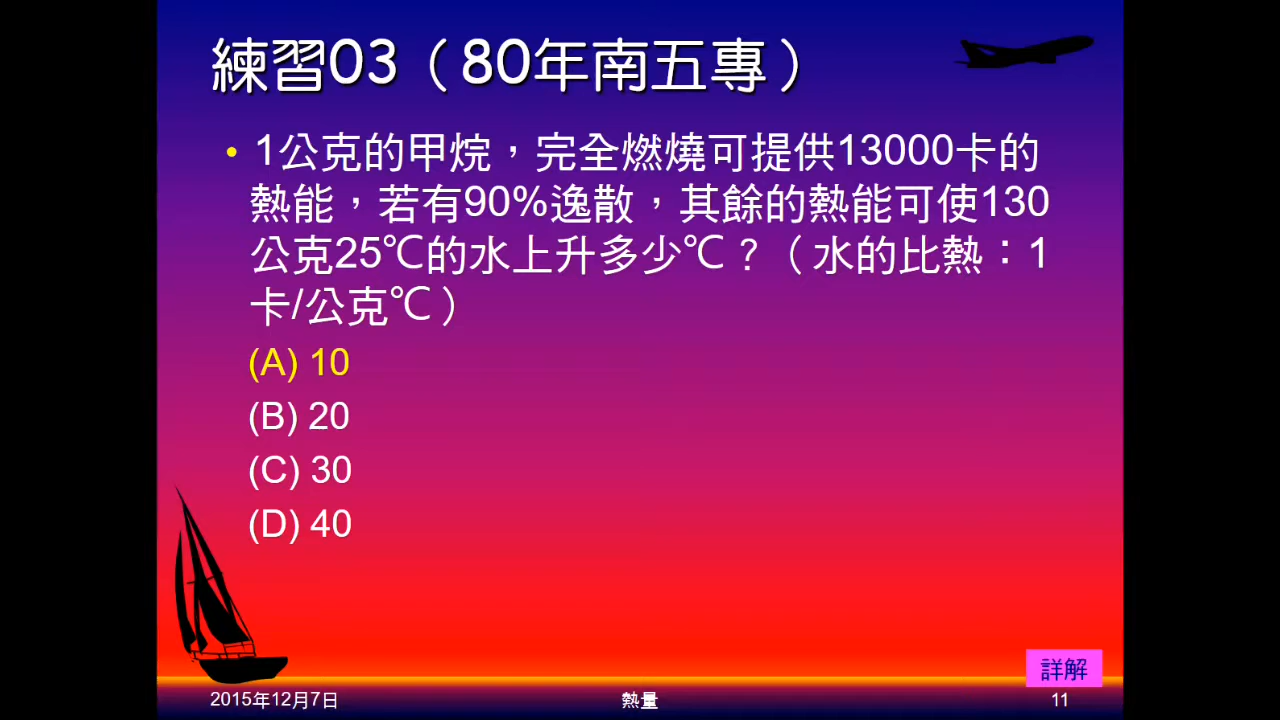 練習03（80年南五專）
• 1公克的甲烷，完全燃燒可提供13000卡的
熱能，若有90%逸散，其餘的熱能可使130
公克25℃的水上升多少℃？（水的比熱：1
卡/公克℃）
(A) 10
(B) 20
(C) 30
(D) 40
詳解
2015年12月7日 熱量 11